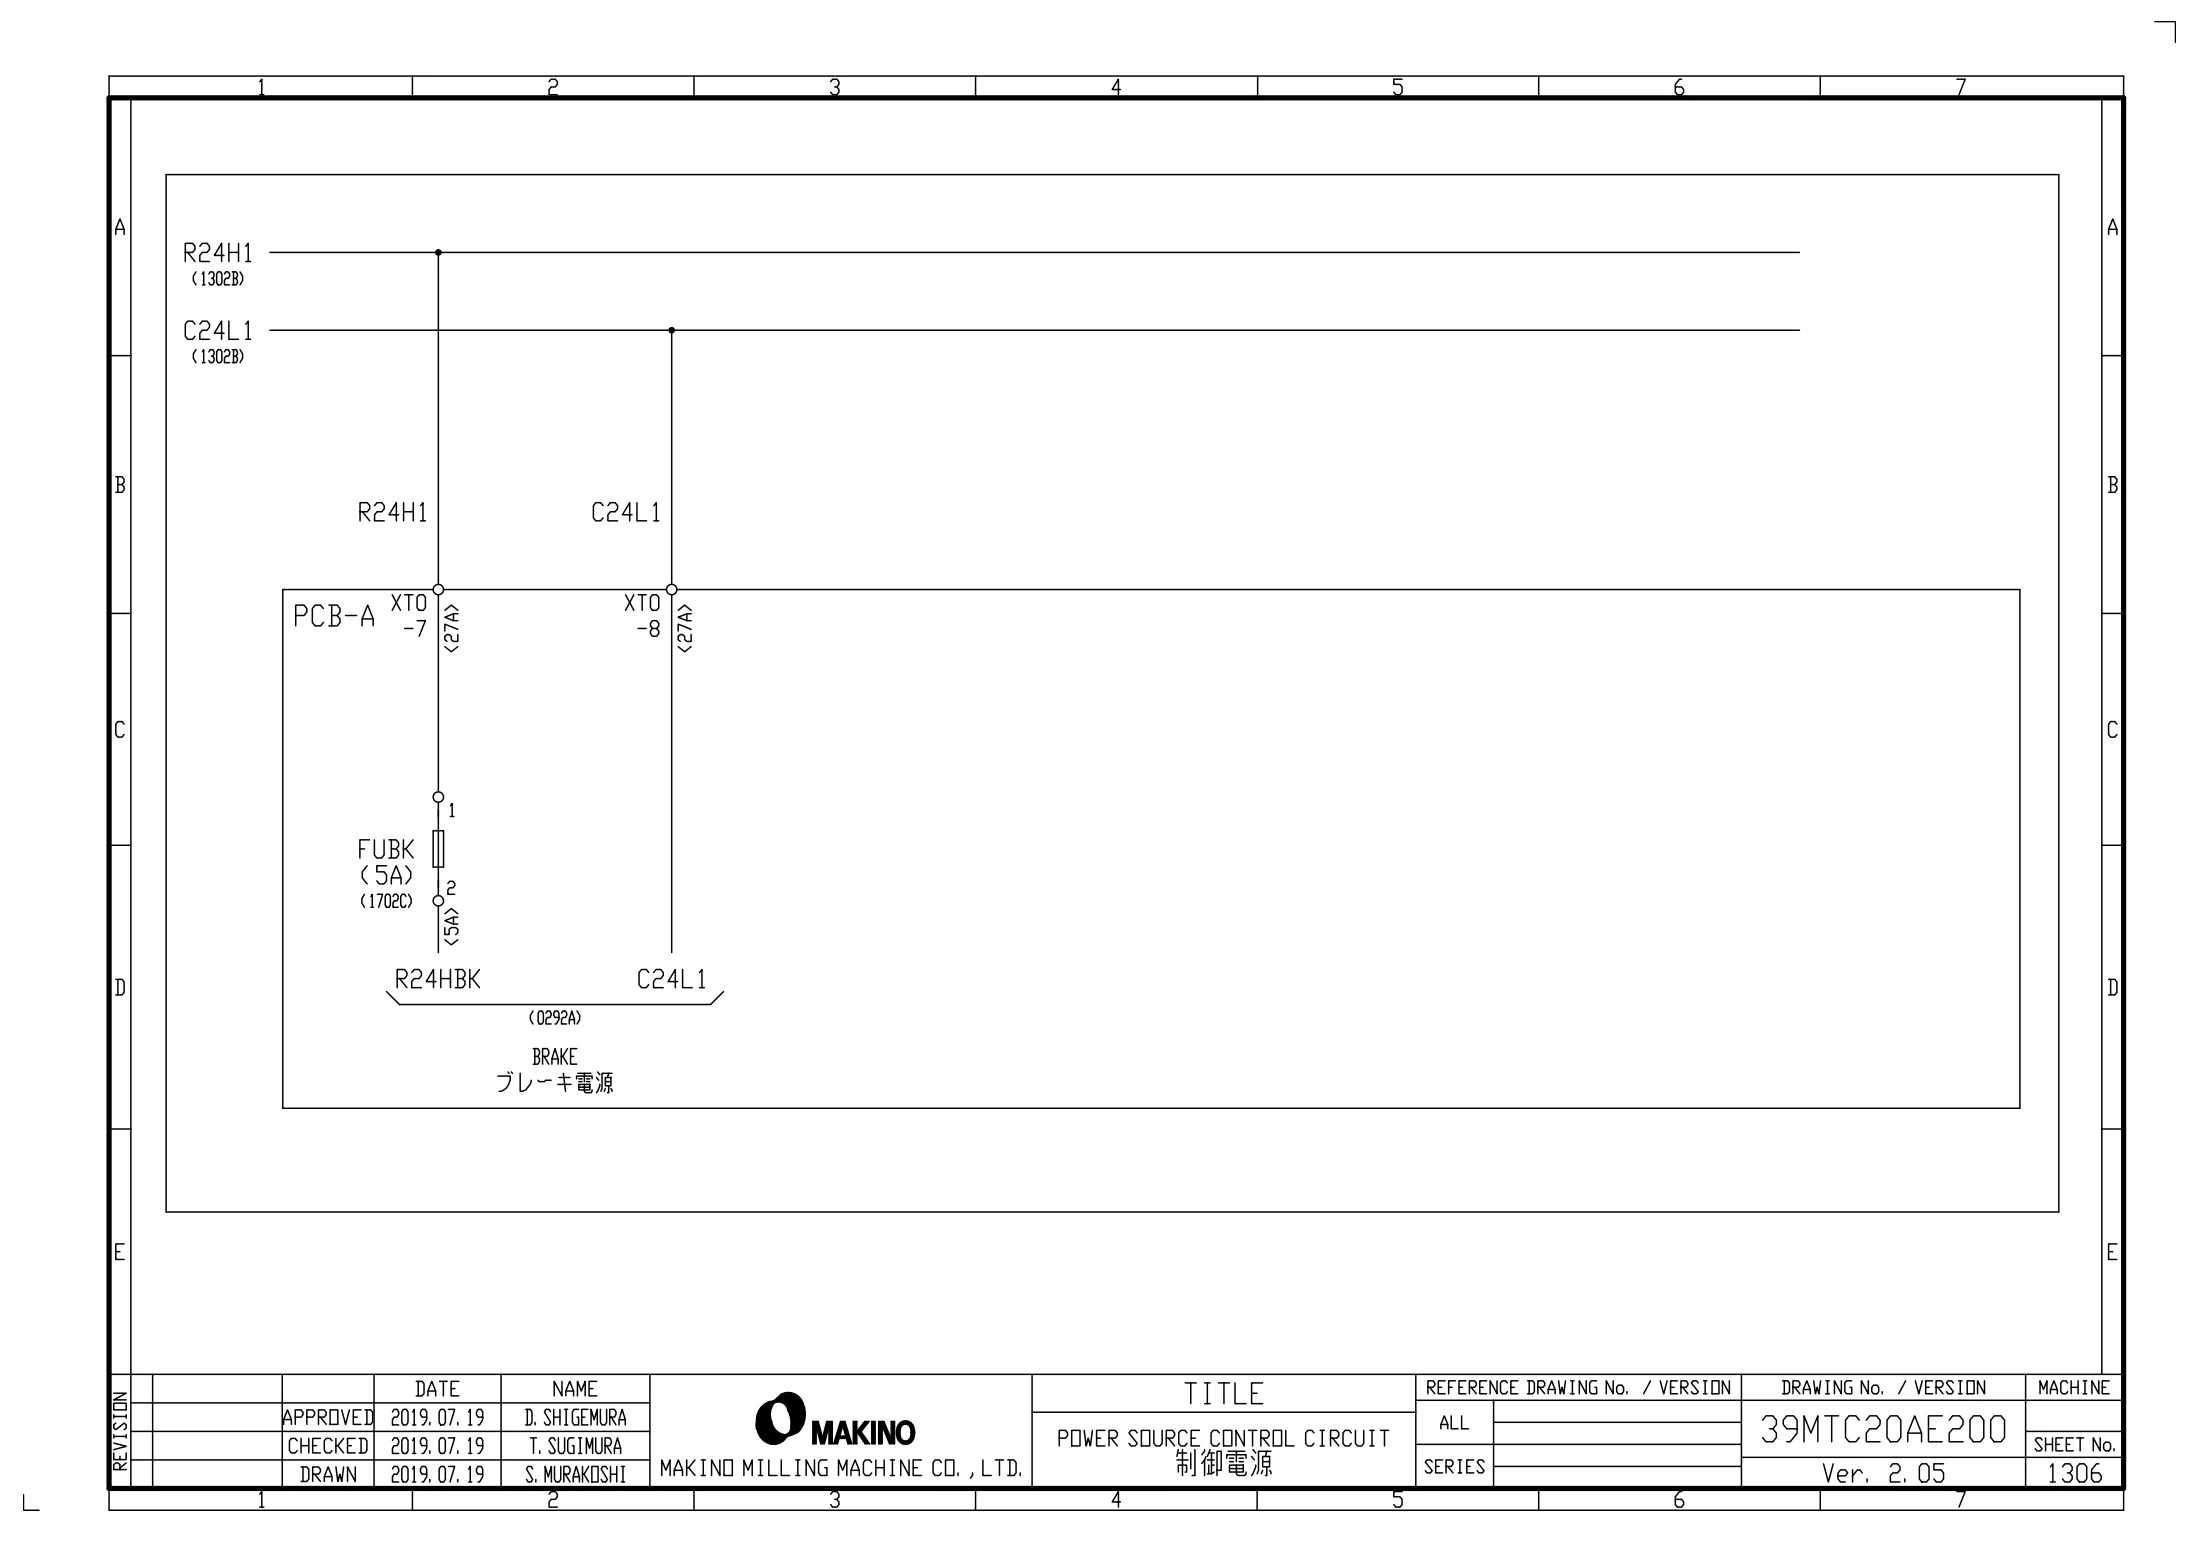 1 2 3 4 5 6 7
A A
R24H1
(1302B)
C24L1
(1302B)
B B
R24H1 C24L1
PCB-A XT0 -7 <27A> XT0 -8 <27A>
C C
1
FUBK
(5A)
(1702C)
2
<5A>
R24HBK C24L1
D D
(0292A)
BRAKE
ブレーキ電源
E E
REVISION
DATE NAME
APPROVED 2019.07.19 D. SHIGEMURA
CHECKED 2019.07.19 T. SUGIMURA
DRAWN 2019.07.19 S. MURAKOSHI
MAKINO
MAKINO MILLING MACHINE CO., LTD.
TITLE
POWER SOURCE CONTROL CIRCUIT
制御電源
REFERENCE DRAWING No. / VERSION
ALL
SERIES
DRAWING No. / VERSION
39MTC20AE200
Ver. 2.05
MACHINE
SHEET No.
1306
1 2 3 4 5 6 7